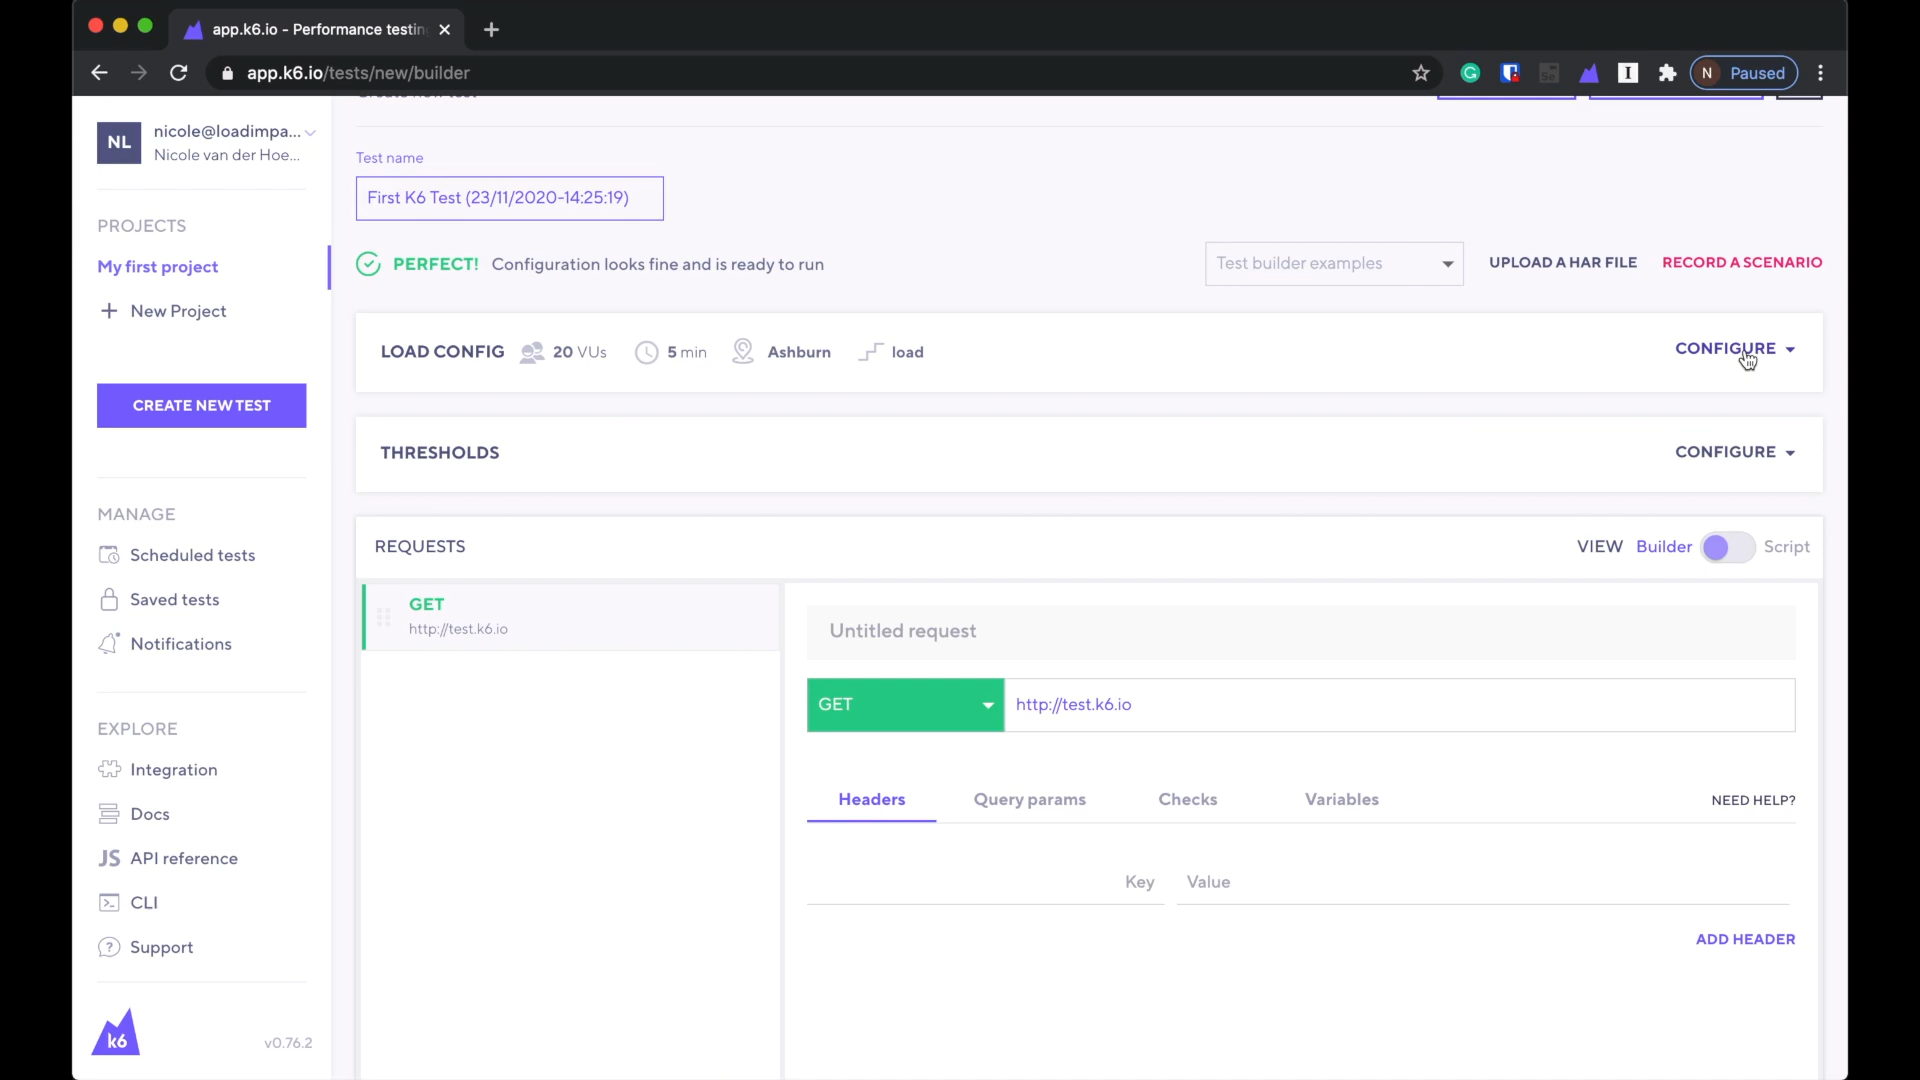 app.k6.io - Performance testin
app.k6.io/tests/new/builder
N Paused
NL
nicole@loadimpa...
Nicole van der Hoe...
PROJECTS
My first project
+ New Project
CREATE NEW TEST
MANAGE
Scheduled tests
Saved tests
Notifications
EXPLORE
Integration
Docs
JS API reference
CLI
Support
k6
v0.76.2
Create new test
Test name
First K6 Test (23/11/2020-14:25:19)
PERFECT! Configuration looks fine and is ready to run
Test builder examples
UPLOAD A HAR FILE
RECORD A SCENARIO
LOAD CONFIG 20 VUs 5 min Ashburn load
CONFIGURE
THRESHOLDS
CONFIGURE
REQUESTS
VIEW Builder Script
GET
http://test.k6.io
Untitled request
GET http://test.k6.io
Headers Query params Checks Variables NEED HELP?
Key Value
ADD HEADER